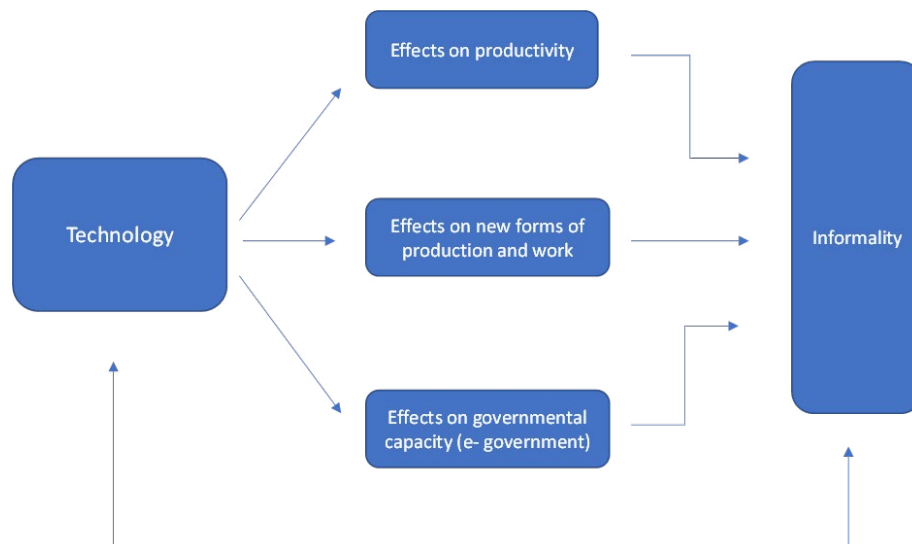 Effects on productivity
Technology
Effects on new forms of
production and work
Informality
Effects on governmental
capacity (e- government)